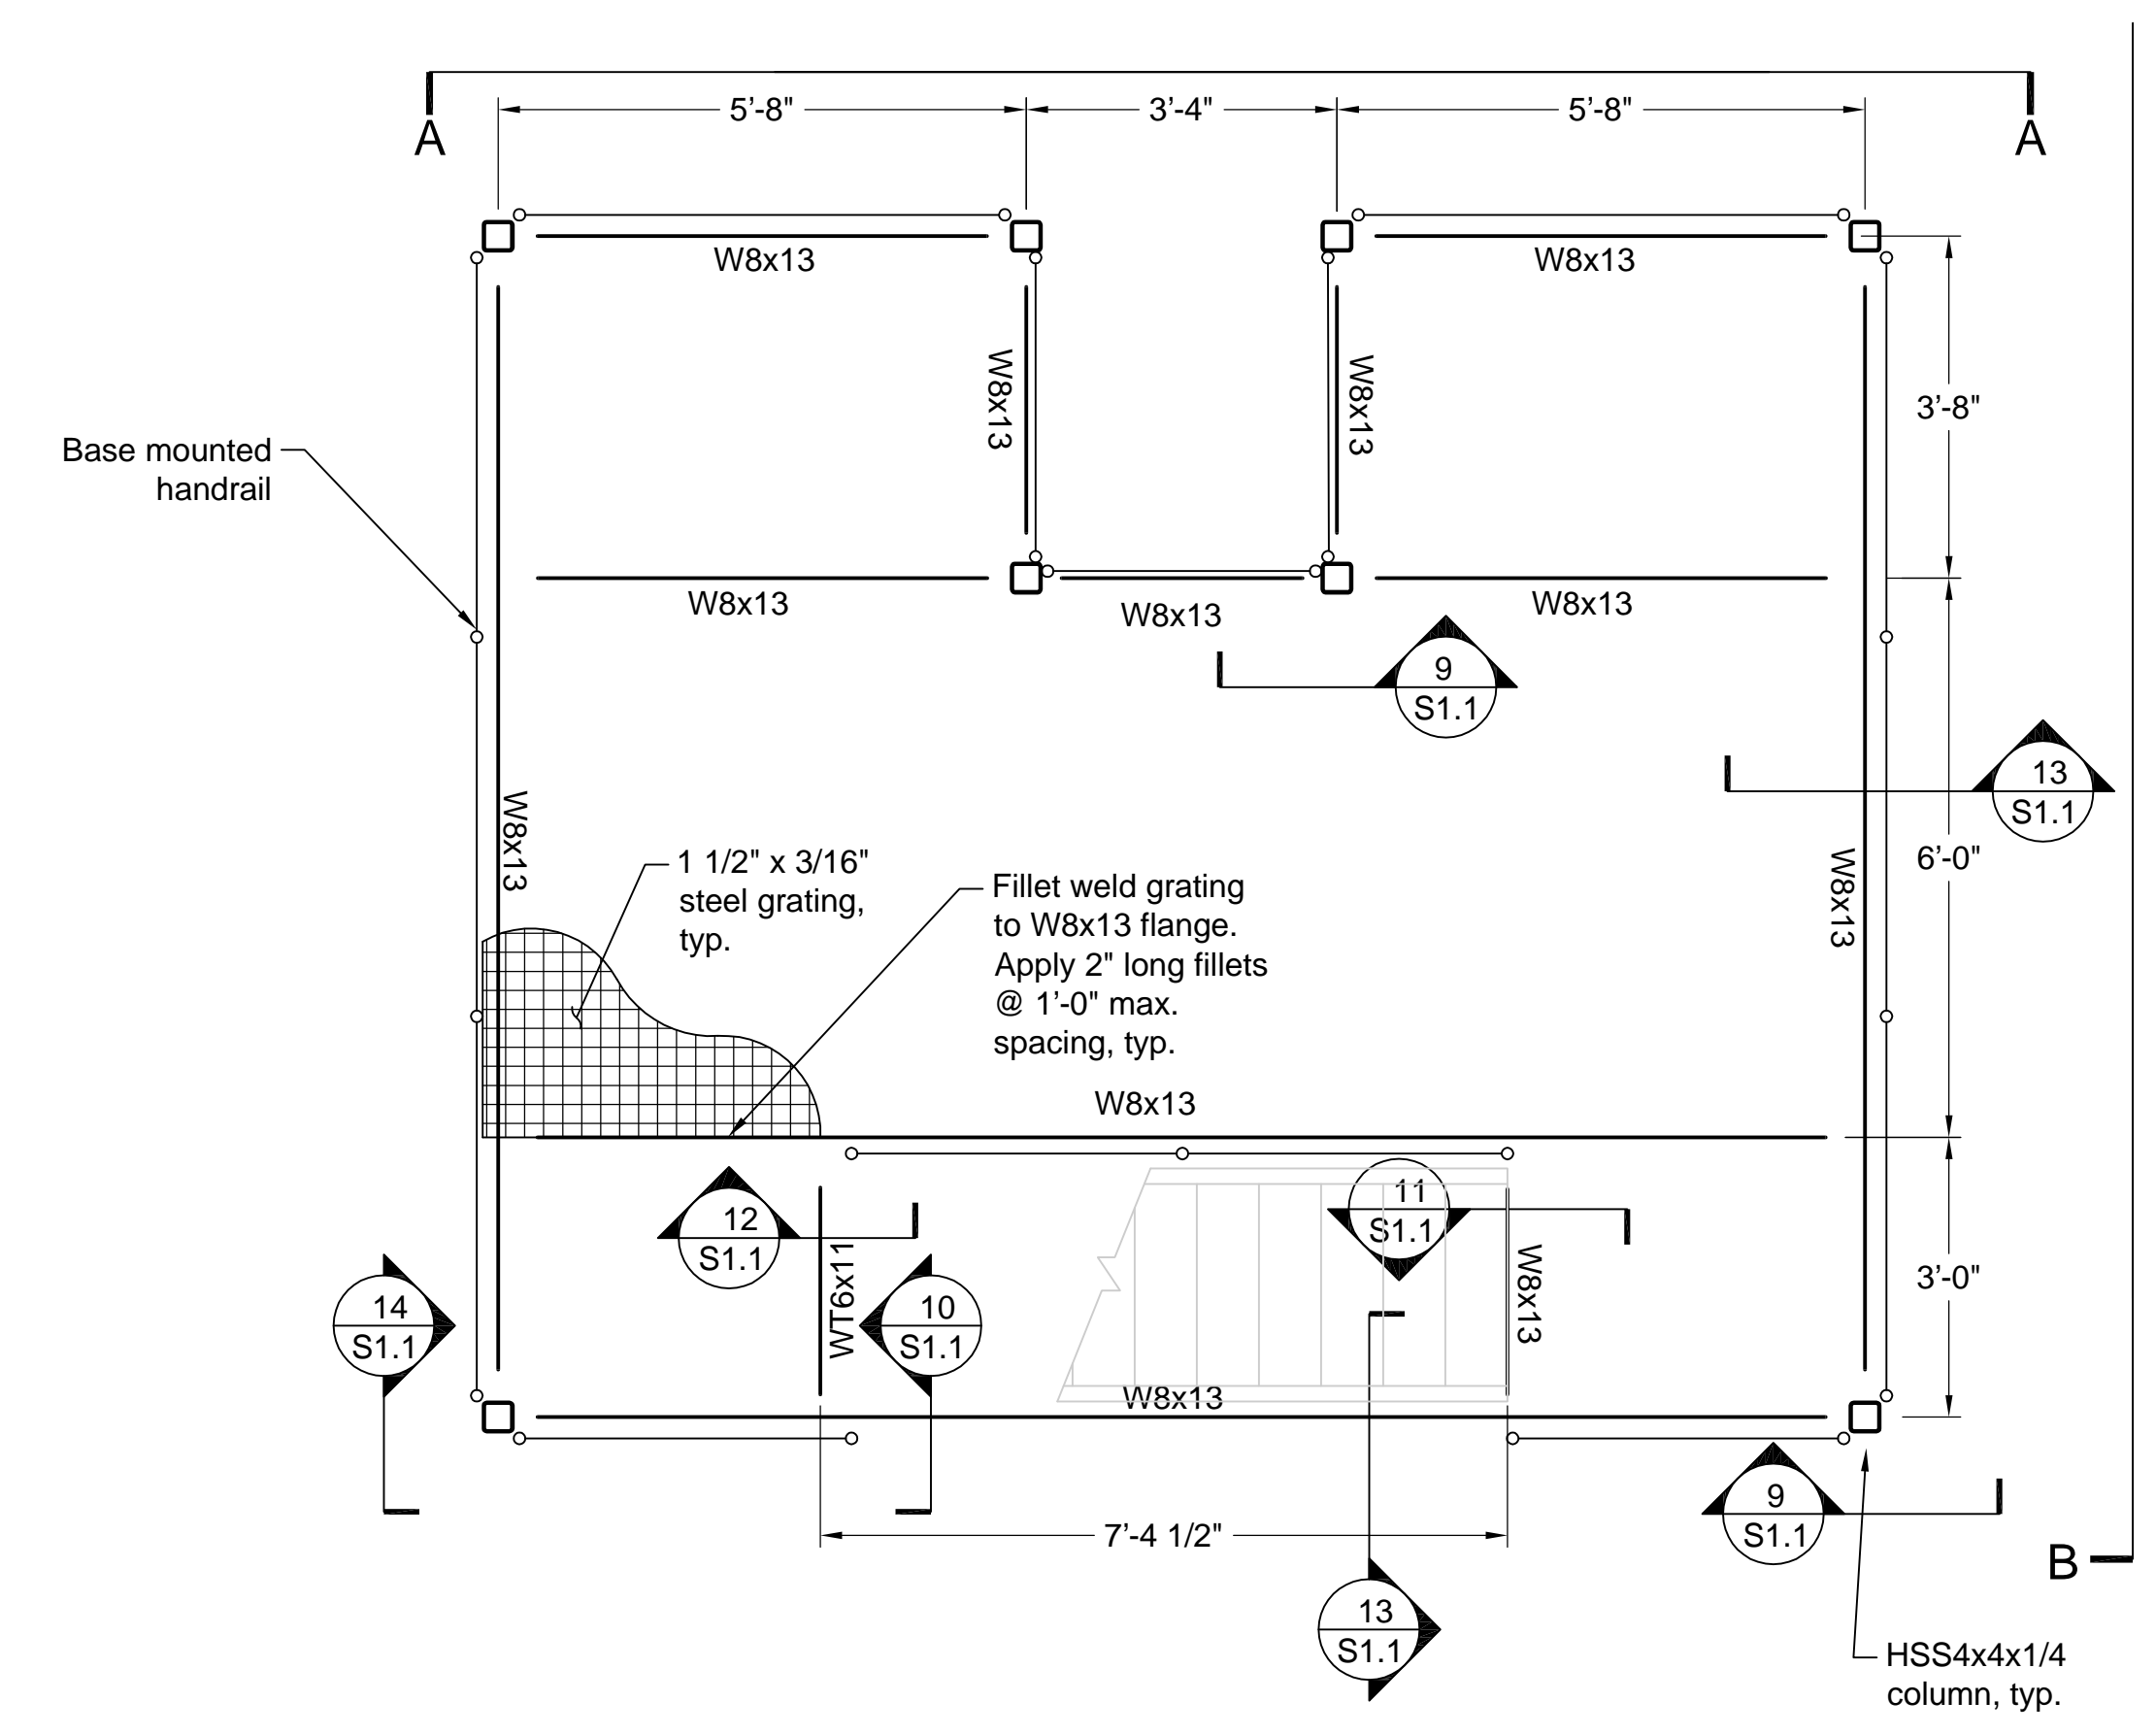 A
5'-8"
3'-4"
5'-8"
A
W8x13
W8x13
W8x13
W8x13
3'-8"
Base mounted
handrail
W8x13
W8x13
W8x13
9
S1.1
13
S1.1
W8x13
1 1/2" x 3/16"
steel grating,
typ.
Fillet weld grating
to W8x13 flange.
Apply 2" long fillets
@ 1'-0" max.
spacing, typ.
W8x13
6'-0"
W8x13
12
S1.1
11
S1.1
14
S1.1
WT6x11
10
S1.1
W8x13
3'-0"
W8x13
7'-4 1/2"
9
S1.1
B
13
S1.1
HSS4x4x1/4
column, typ.